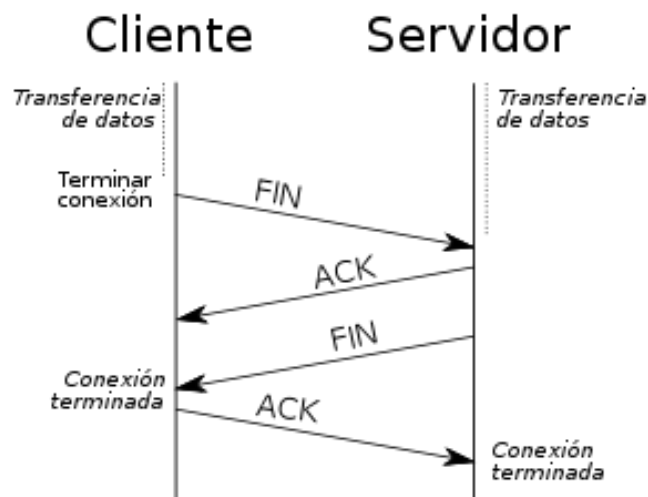 Cliente
Servidor
Transferencia
de datos
Transferencia
de datos
Terminar
conexión
FIN
ACK
FIN
Conexión
terminada
ACK
Conexión
terminada